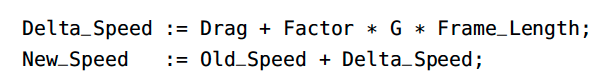 Delta_Speed := Drag + Factor * G * Frame_Length;
New_Speed   := Old_Speed + Delta_Speed;